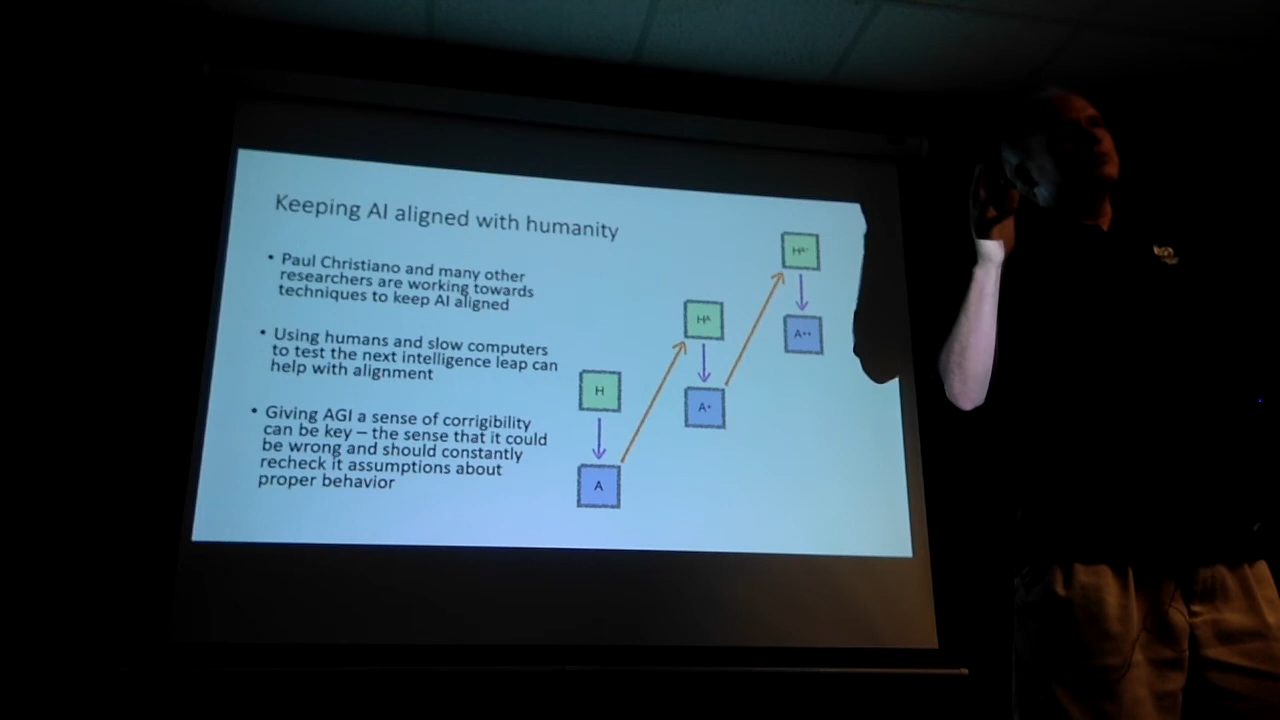 Keeping AI aligned with humanity
• Paul Christiano and many other
researchers are working towards
techniques to keep AI aligned
• Using humans and slow computers
to test the next intelligence leap can
help with alignment
• Giving AGI a sense of corrigibility
can be key – the sense that it could
be wrong and should constantly
recheck it assumptions about
proper behavior
H
A
Hᴬ
A⁺
A⁺⁺